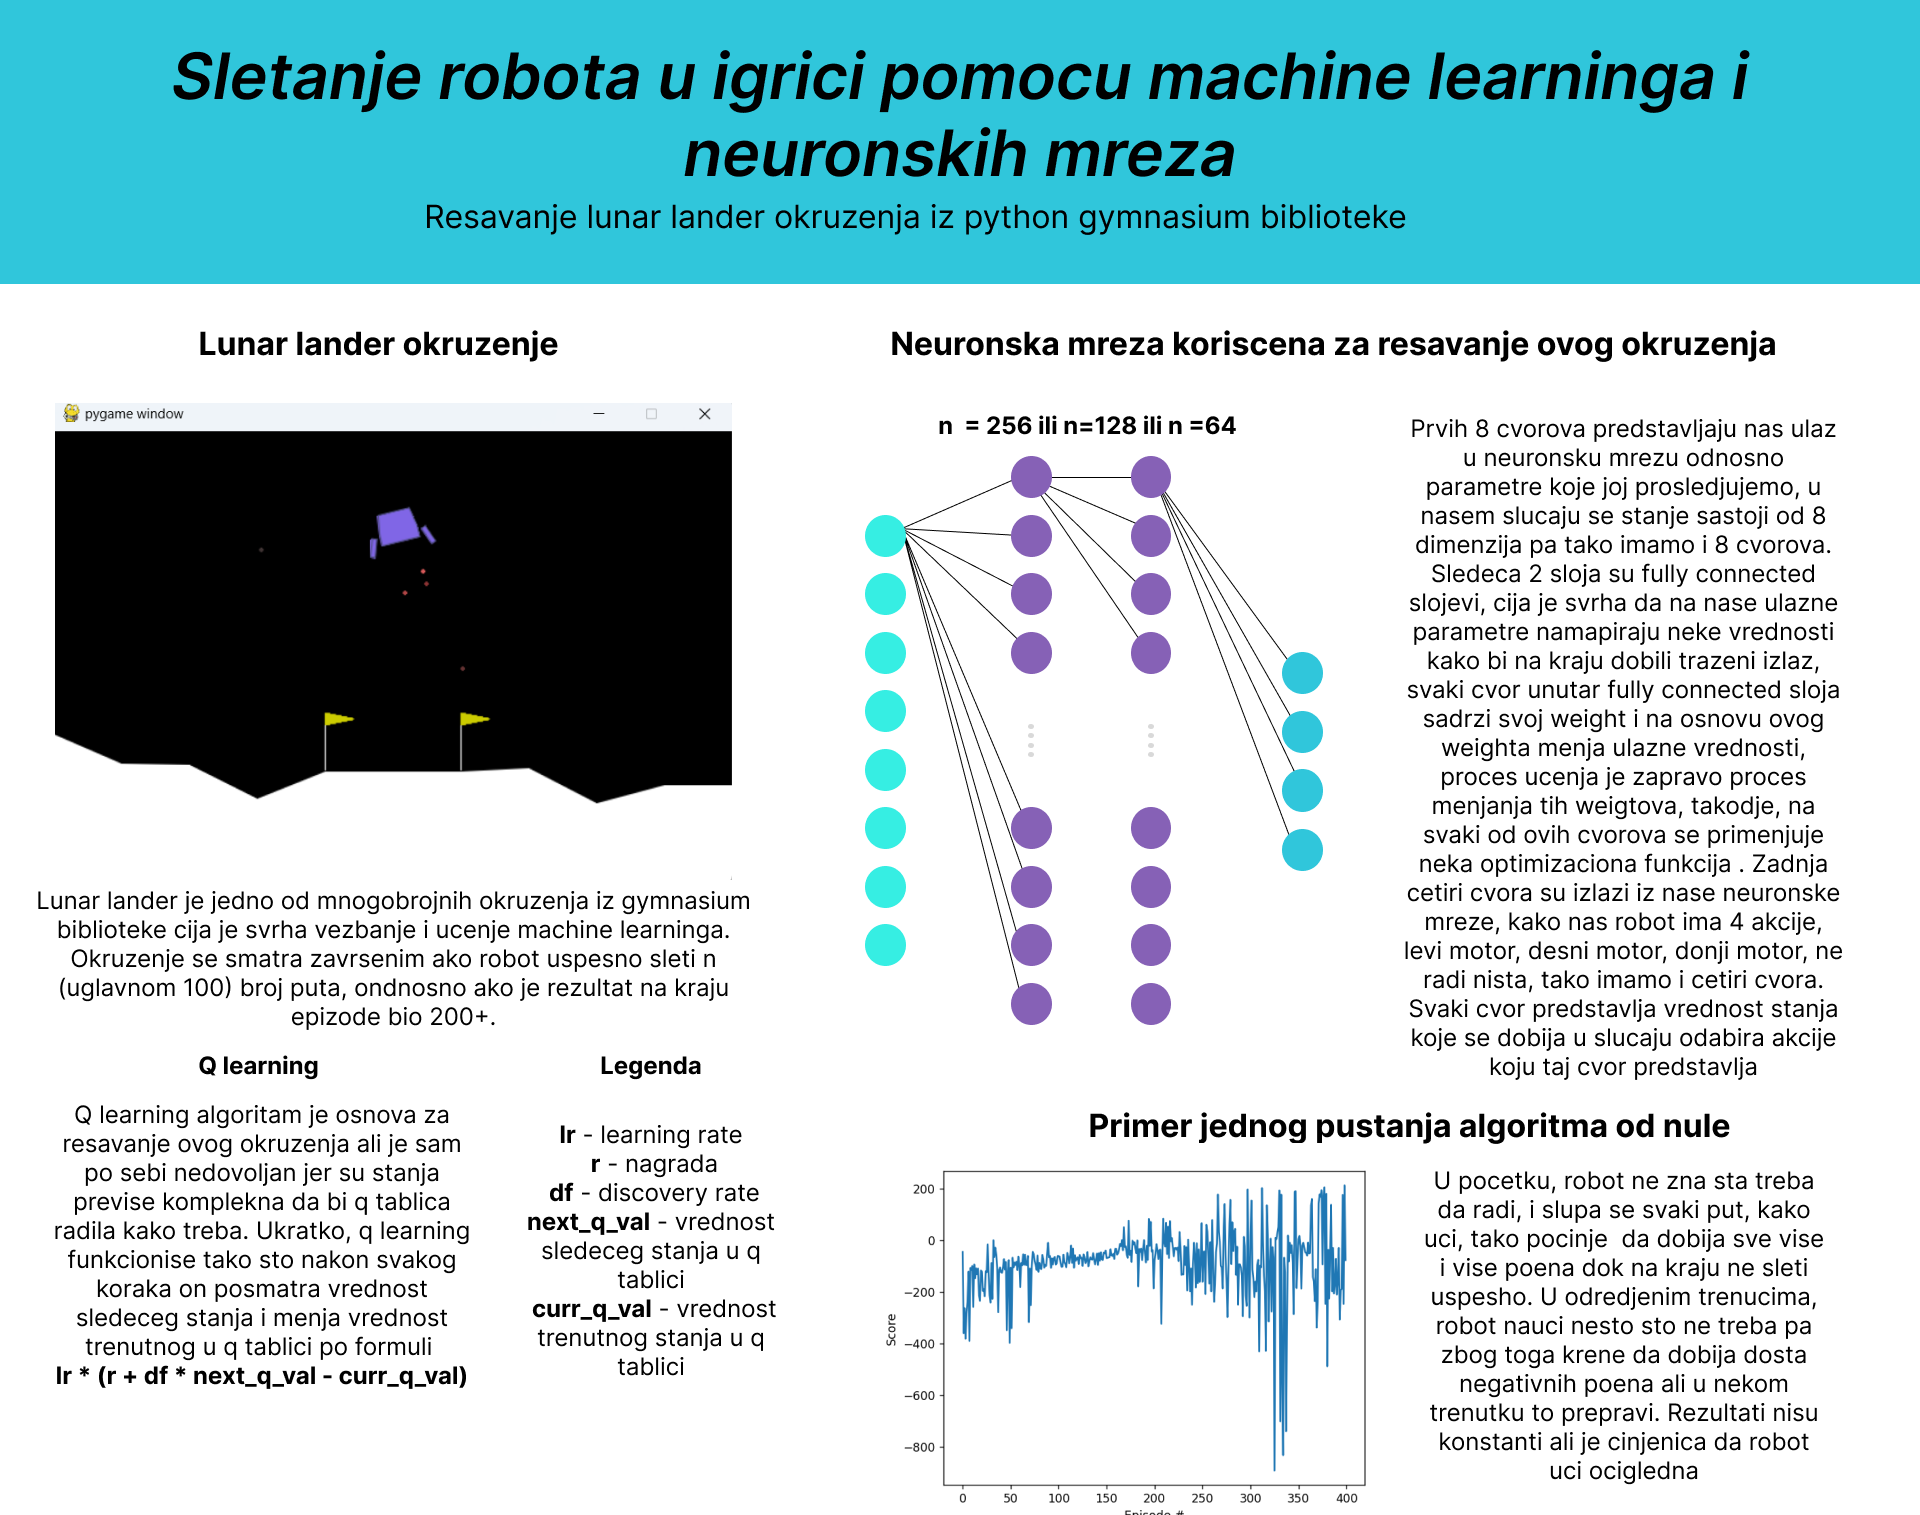 Sletanje robota u igrici pomocu machine learninga i
neuronskih mreza
Resavanje lunar lander okruzenja iz python gymnasium biblioteke
Lunar lander okruzenje
pygame window
Lunar lander je jedno od mnogobrojnih okruzenja iz gymnasium
biblioteke cija je svrha vezbanje i ucenje machine learninga.
Okruzenje se smatra zavrsenim ako robot uspesno sleti n
(uglavnom 100) broj puta, ondnosno ako je rezultat na kraju
epizode bio 200+.
Q learning
Q learning algoritam je osnova za
resavanje ovog okruzenja ali je sam
po sebi nedovoljan jer su stanja
previse komplekna da bi q tablica
radila kako treba. Ukratko, q learning
funkcionise tako sto nakon svakog
koraka on posmatra vrednost
sledeceg stanja i menja vrednost
trenutnog u q tablici po formuli
lr * (r + df * next_q_val - curr_q_val)
Legenda
lr - learning rate
r - nagrada
df - discovery rate
next_q_val - vrednost
sledeceg stanja u q
tablici
curr_q_val - vrednost
trenutnog stanja u q
tablici
Neuronska mreza koriscena za resavanje ovog okruzenja
n = 256 ili n=128 ili n =64
Prvih 8 cvorova predstavljaju nas ulaz
u neuronsku mrezu odnosno
parametre koje joj prosledjujemo, u
nasem slucaju se stanje sastoji od 8
dimenzija pa tako imamo i 8 cvorova.
Sledeca 2 sloja su fully connected
slojevi, cija je svrha da na nase ulazne
parametre namapiraju neke vrednosti
kako bi na kraju dobili trazeni izlaz,
svaki cvor unutar fully connected sloja
sadrzi svoj weight i na osnovu ovog
weighta menja ulazne vrednosti,
proces ucenja je zapravo proces
menjanja tih weigtova, takodje, na
svaki od ovih cvorova se primenjuje
neka optimizaciona funkcija . Zadnja
cetiri cvora su izlazi iz nase neuronske
mreze, kako nas robot ima 4 akcije,
levi motor, desni motor, donji motor, ne
radi nista, tako imamo i cetiri cvora.
Svaki cvor predstavlja vrednost stanja
koje se dobija u slucaju odabira akcije
koju taj cvor predstavlja
Primer jednog pustanja algoritma od nule
200
0
−200
−400
−600
−800
Score
0 50 100 150 200 250 300 350 400
Episode #
U pocetku, robot ne zna sta treba
da radi, i slupa se svaki put, kako
uci, tako pocinje da dobija sve vise
i vise poena dok na kraju ne sleti
uspesho. U odredjenim trenucima,
robot nauci nesto sto ne treba pa
zbog toga krene da dobija dosta
negativnih poena ali u nekom
trenutku to prepravi. Rezultati nisu
konstanti ali je cinjenica da robot
uci ocigledna